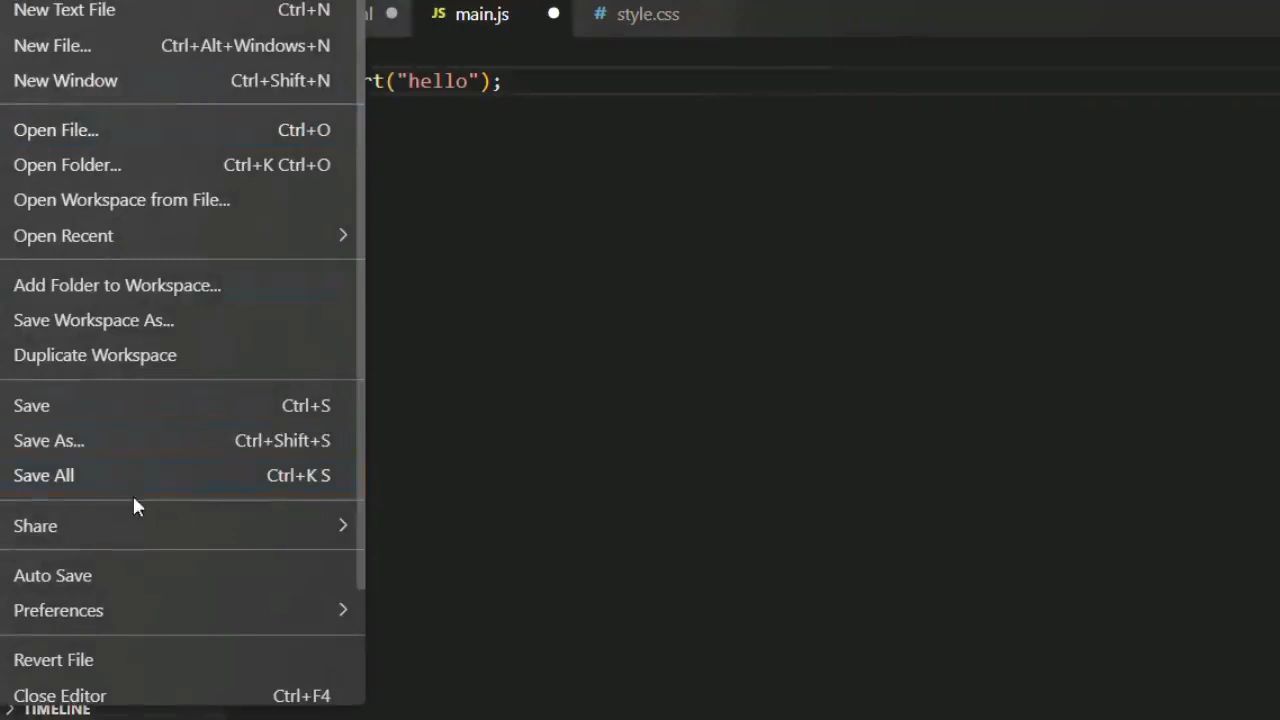 New Text File Ctrl+N
l JS main.js # style.css
New File... Ctrl+Alt+Windows+N
New Window Ctrl+Shift+N
rt("hello");
Open File... Ctrl+O
Open Folder... Ctrl+K Ctrl+O
Open Workspace from File...
Open Recent
Add Folder to Workspace...
Save Workspace As...
Duplicate Workspace
Save Ctrl+S
Save As... Ctrl+Shift+S
Save All Ctrl+K S
Share
Auto Save
Preferences
Revert File
Close Editor Ctrl+F4
TIMELINE